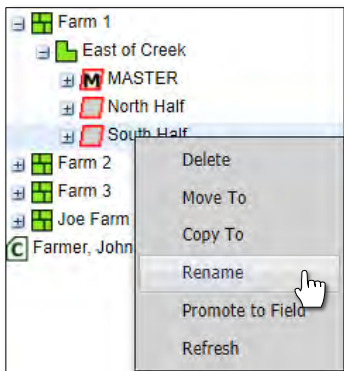 Farm 1
East of Creek
M MASTER
North Half
South Half
Farm 2
Farm 3
Joe Farm
C Farmer, John
Delete
Move To
Copy To
Rename
Promote to Field
Refresh